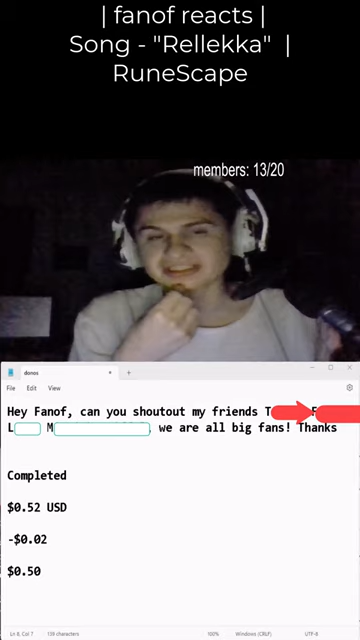 | fanof reacts |
Song - "Rellekka" |
RuneScape
members: 13/20
donos
File Edit View
Hey Fanof, can you shoutout my friends T
L M , we are all big fans! Thanks
Completed
$0.52 USD
-$0.02
$0.50
Ln 8, Col 7 139 characters 100% Windows (CRLF) UTF-8